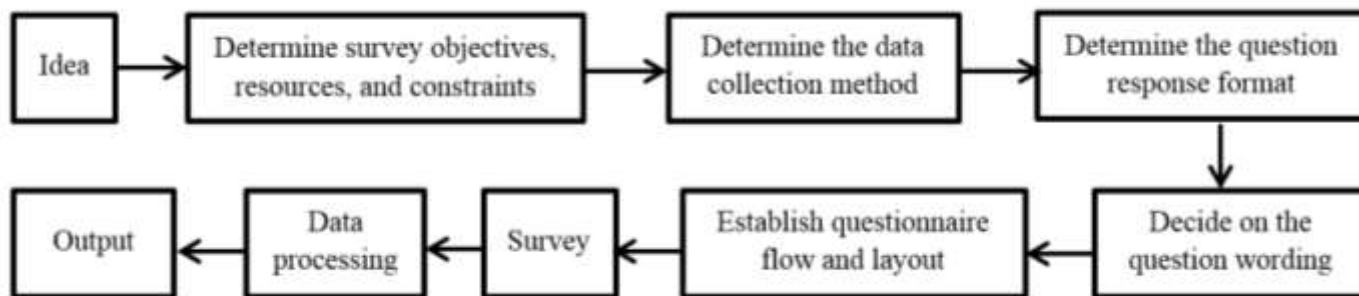 Idea
Determine survey objectives,
resources, and constraints
Determine the data
collection method
Determine the question
response format
Decide on the
question wording
Establish questionnaire
flow and layout
Survey
Data
processing
Output